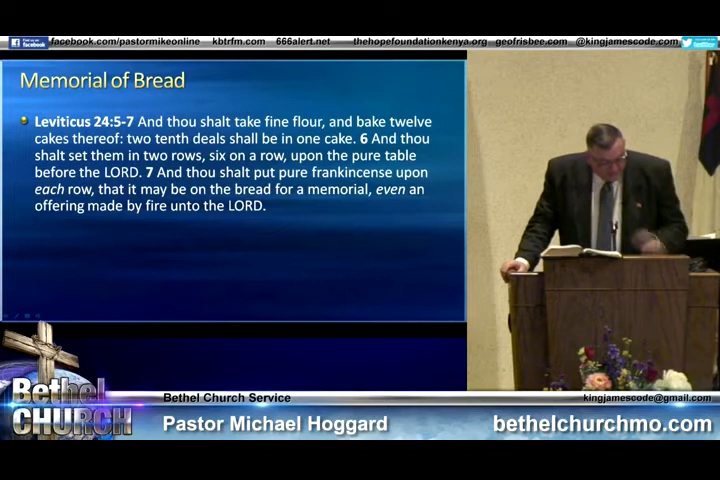 Find us on facebook facebook.com/pastormikeonline kbtrfm.com 666alert.net thehopefoundationkenya.org geofrisbee.com @kingjamescode.com twitter
Memorial of Bread
Leviticus 24:5-7 And thou shalt take fine flour, and bake twelve
cakes thereof: two tenth deals shall be in one cake. 6 And thou
shalt set them in two rows, six on a row, upon the pure table
before the LORD. 7 And thou shalt put pure frankincense upon
each row, that it may be on the bread for a memorial, even an
offering made by fire unto the LORD.
Bethel
CHURCH
Bethel Church Service
kingjamescode@gmail.com
Pastor Michael Hoggard
bethelchurchmo.com